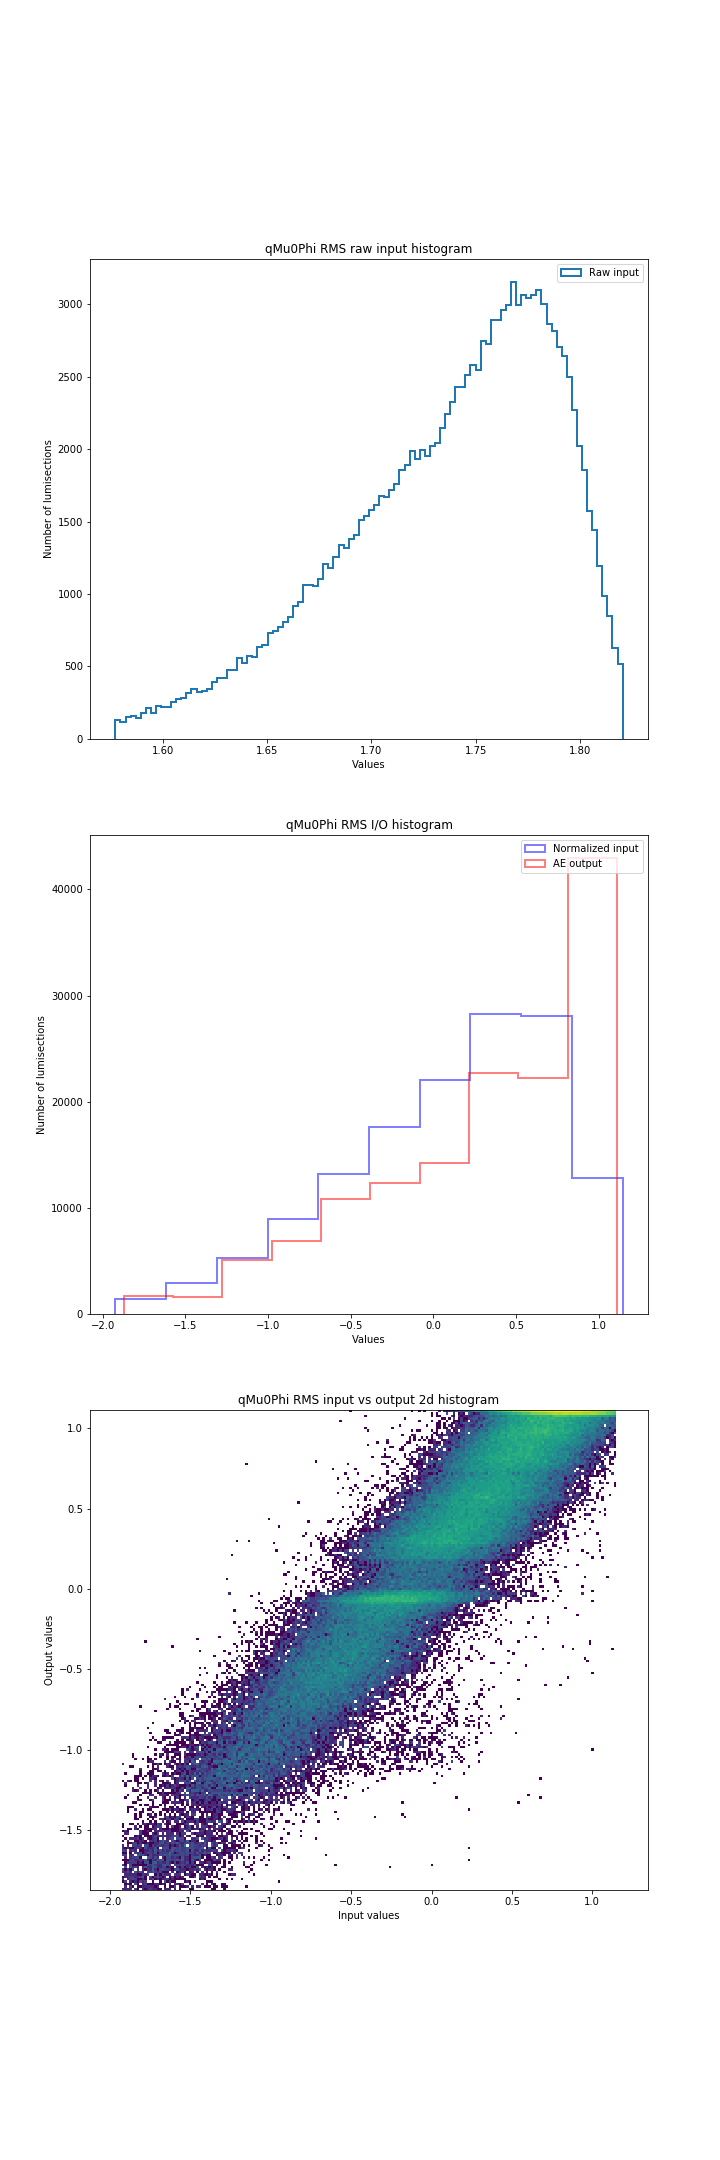 qMu0Phi RMS raw input histogram
Raw input
3000
2500
2000
1500
1000
500
0
Number of lumisections
1.60 1.65 1.70 1.75 1.80
Values
qMu0Phi RMS I/O histogram
Normalized input
AE output
40000
30000
20000
10000
0
Number of lumisections
−2.0 −1.5 −1.0 −0.5 0.0 0.5 1.0
Values
qMu0Phi RMS input vs output 2d histogram
1.0
0.5
0.0
−0.5
−1.0
−1.5
Output values
−2.0 −1.5 −1.0 −0.5 0.0 0.5 1.0
Input values